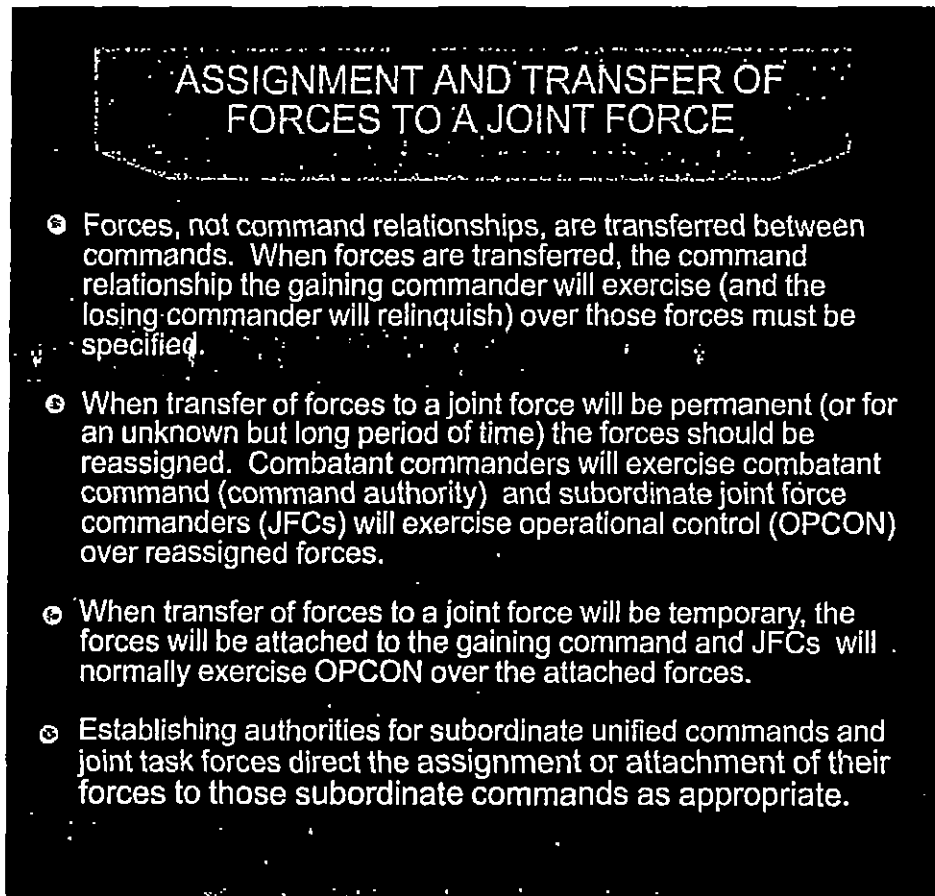 ASSIGNMENT AND TRANSFER OF
FORCES TO A JOINT FORCE
Forces, not command relationships, are transferred between
commands. When forces are transferred, the command
relationship the gaining commander will exercise (and the
losing commander will relinquish) over those forces must be
specified.
When transfer of forces to a joint force will be permanent (or for
an unknown but long period of time) the forces should be
reassigned. Combatant commanders will exercise combatant
command (command authority) and subordinate joint force
commanders (JFCs) will exercise operational control (OPCON)
over reassigned forces.
When transfer of forces to a joint force will be temporary, the
forces will be attached to the gaining command and JFCs will
normally exercise OPCON over the attached forces.
Establishing authorities for subordinate unified commands and
joint task forces direct the assignment or attachment of their
forces to those subordinate commands as appropriate.